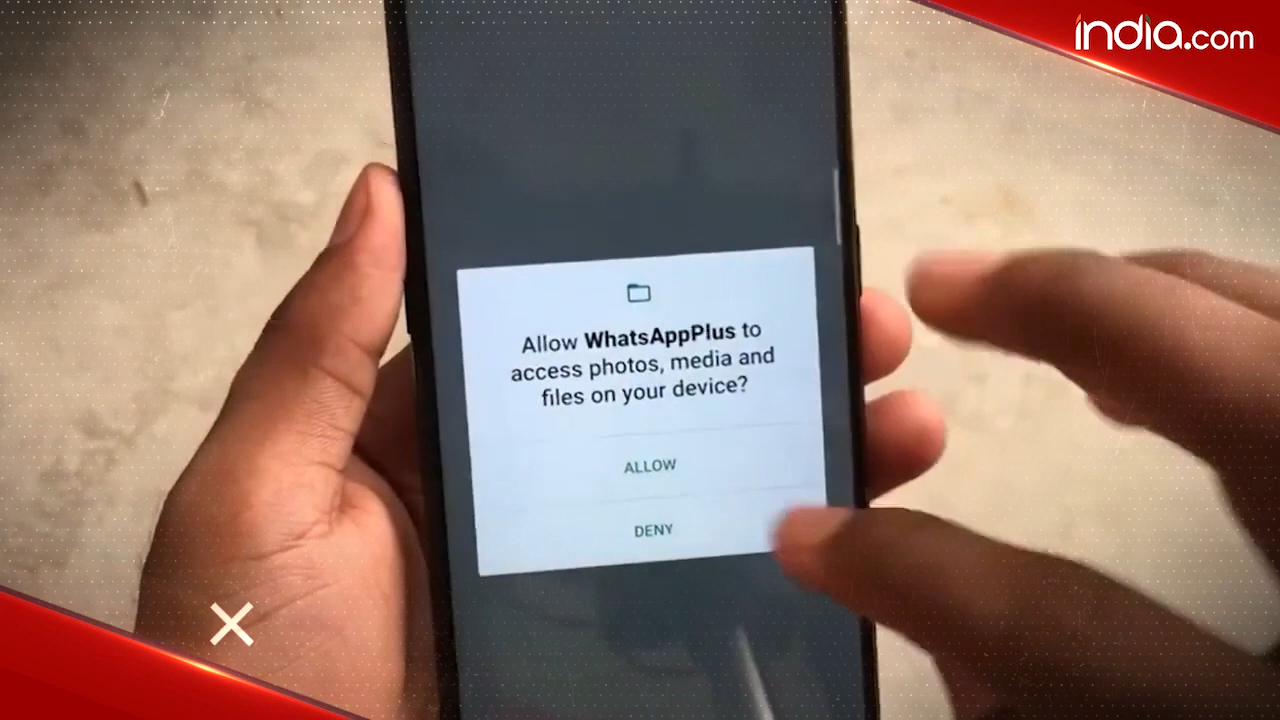 india.com
Allow WhatsAppPlus to
access photos, media and
files on your device?
ALLOW
DENY